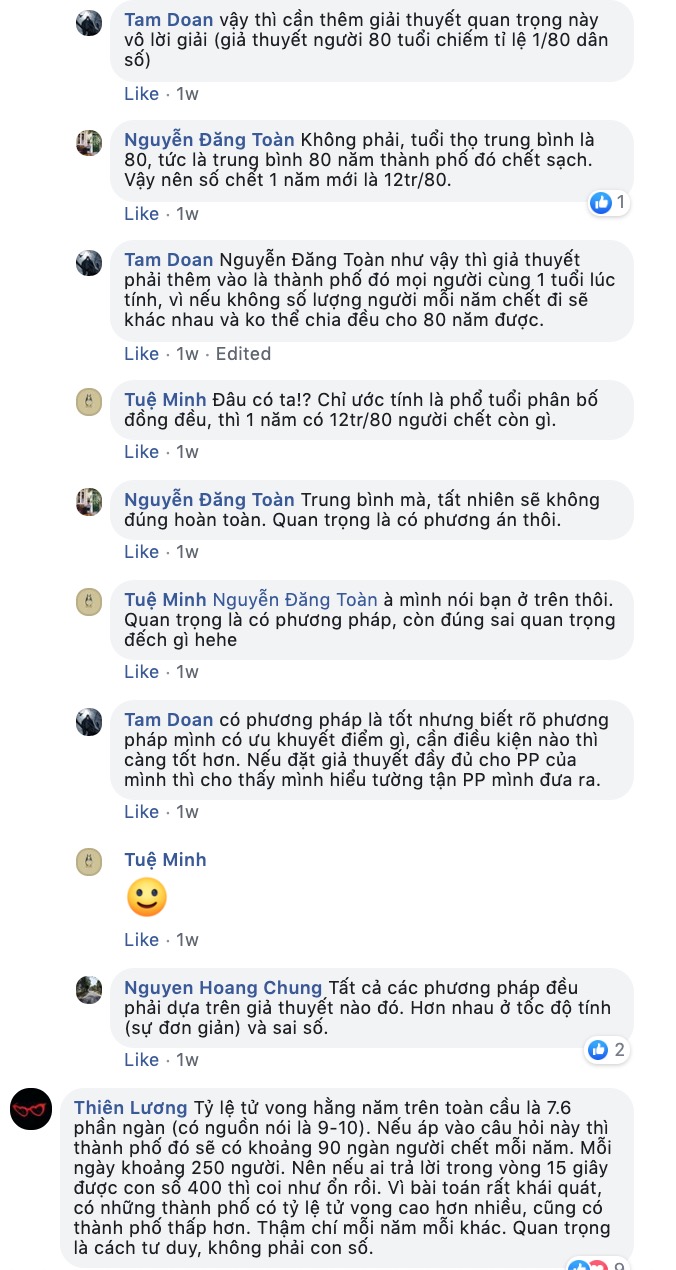 Tam Doan vậy thì cần thêm giải thuyết quan trọng này
vô lời giải (giả thuyết người 80 tuổi chiếm tỉ lệ 1/80 dân
số)
Like · 1w
Nguyễn Đăng Toàn Không phải, tuổi thọ trung bình là
80, tức là trung bình 80 năm thành phố đó chết sạch.
Vậy nên số chết 1 năm mới là 12tr/80.
1
Like · 1w
Tam Doan Nguyễn Đăng Toàn như vậy thì giả thuyết
phải thêm vào là thành phố đó mọi người cùng 1 tuổi lúc
tính, vì nếu không số lượng người mỗi năm chết đi sẽ
khác nhau và ko thể chia đều cho 80 năm được.
Like · 1w · Edited
Tuệ Minh Đâu có ta!? Chỉ ước tính là phổ tuổi phân bố
đồng đều, thì 1 năm có 12tr/80 người chết còn gì.
Like · 1w
Nguyễn Đăng Toàn Trung bình mà, tất nhiên sẽ không
đúng hoàn toàn. Quan trọng là có phương án thôi.
Like · 1w
Tuệ Minh Nguyễn Đăng Toàn à mình nói bạn ở trên thôi.
Quan trọng là có phương pháp, còn đúng sai quan trọng
đếch gì hehe
Like · 1w
Tam Doan có phương pháp là tốt nhưng biết rõ phương
pháp mình có ưu khuyết điểm gì, cần điều kiện nào thì
càng tốt hơn. Nếu đặt giả thuyết đầy đủ cho PP của
mình thì cho thấy mình hiểu tường tận PP mình đưa ra.
Like · 1w
Tuệ Minh
Like · 1w
Nguyen Hoang Chung Tất cả các phương pháp đều
phải dựa trên giả thuyết nào đó. Hơn nhau ở tốc độ tính
(sự đơn giản) và sai số.
2
Like · 1w
Thiên Lương Tỷ lệ tử vong hằng năm trên toàn cầu là 7.6
phần ngàn (có nguồn nói là 9-10). Nếu áp vào câu hỏi này thì
thành phố đó sẽ có khoảng 90 ngàn người chết mỗi năm. Mỗi
ngày khoảng 250 người. Nên nếu ai trả lời trong vòng 15 giây
được con số 400 thì coi như ổn rồi. Vì bài toán rất khái quát,
có những thành phố có tỷ lệ tử vong cao hơn nhiều, cũng có
thành phố thấp hơn. Thậm chí mỗi năm mỗi khác. Quan trọng
là cách tư duy, không phải con số.